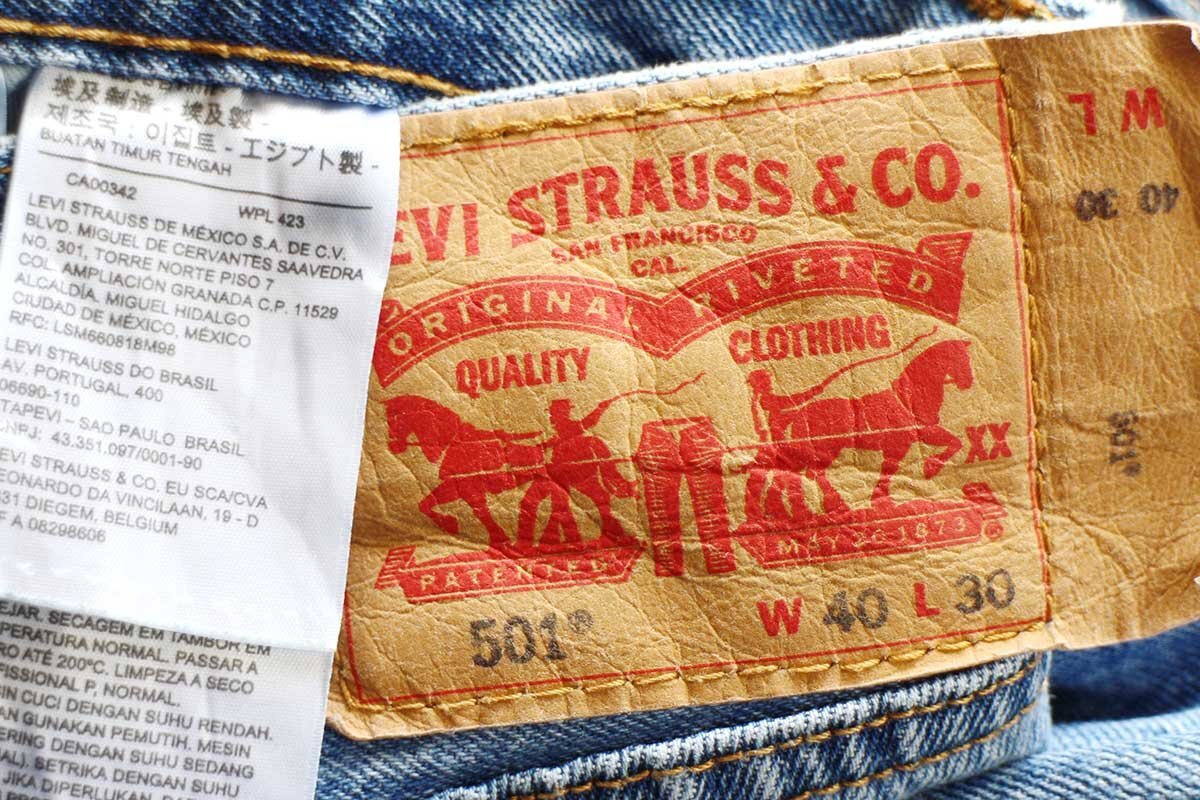 埃及制造 - 埃及製 -
제조국 : 이집트 - エジプト製 -
BUATAN TIMUR TENGAH
CA00342 WPL 423
LEVI STRAUSS DE MÉXICO S.A. DE C.V.
BLVD. MIGUEL DE CERVANTES SAAVEDRA
NO. 301, TORRE NORTE PISO 7
COL. AMPLIACIÓN GRANADA C.P. 11529
ALCALDÍA. MIGUEL HIDALGO
CIUDAD DE MÉXICO, MÉXICO
RFC: LSM660818M98
LEVI STRAUSS DO BRASIL
AV. PORTUGAL, 400
06690-110
TAPEVI – SAO PAULO BRASIL
CNPJ: 43.351.097/0001-90
EVI STRAUSS & CO. EU SCA/CVA
EONARDO DA VINCILAAN, 19 - D
31 DIEGEM, BELGIUM
F A 08298606
EJAR. SECAGEM EM TAMBOR EM
PERATURA NORMAL. PASSAR A
RO ATÉ 200ºC. LIMPEZA A SECO
FISSIONAL P, NORMAL.
SIN CUCI DENGAN SUHU RENDAH.
AN GUNAKAN PEMUTIH. MESIN
ERING DENGAN SUHU SEDANG
AL). SETRIKA DENGAN SUHU
JIKA DIPERLUKAN.
LEVI STRAUSS & CO.
SAN FRANCISCO
CAL.
ORIGINAL RIVETED
QUALITY CLOTHING
XX
PATENTED MAY 20 1873 ®
501® W 40 L 30
W L
40 30
501®